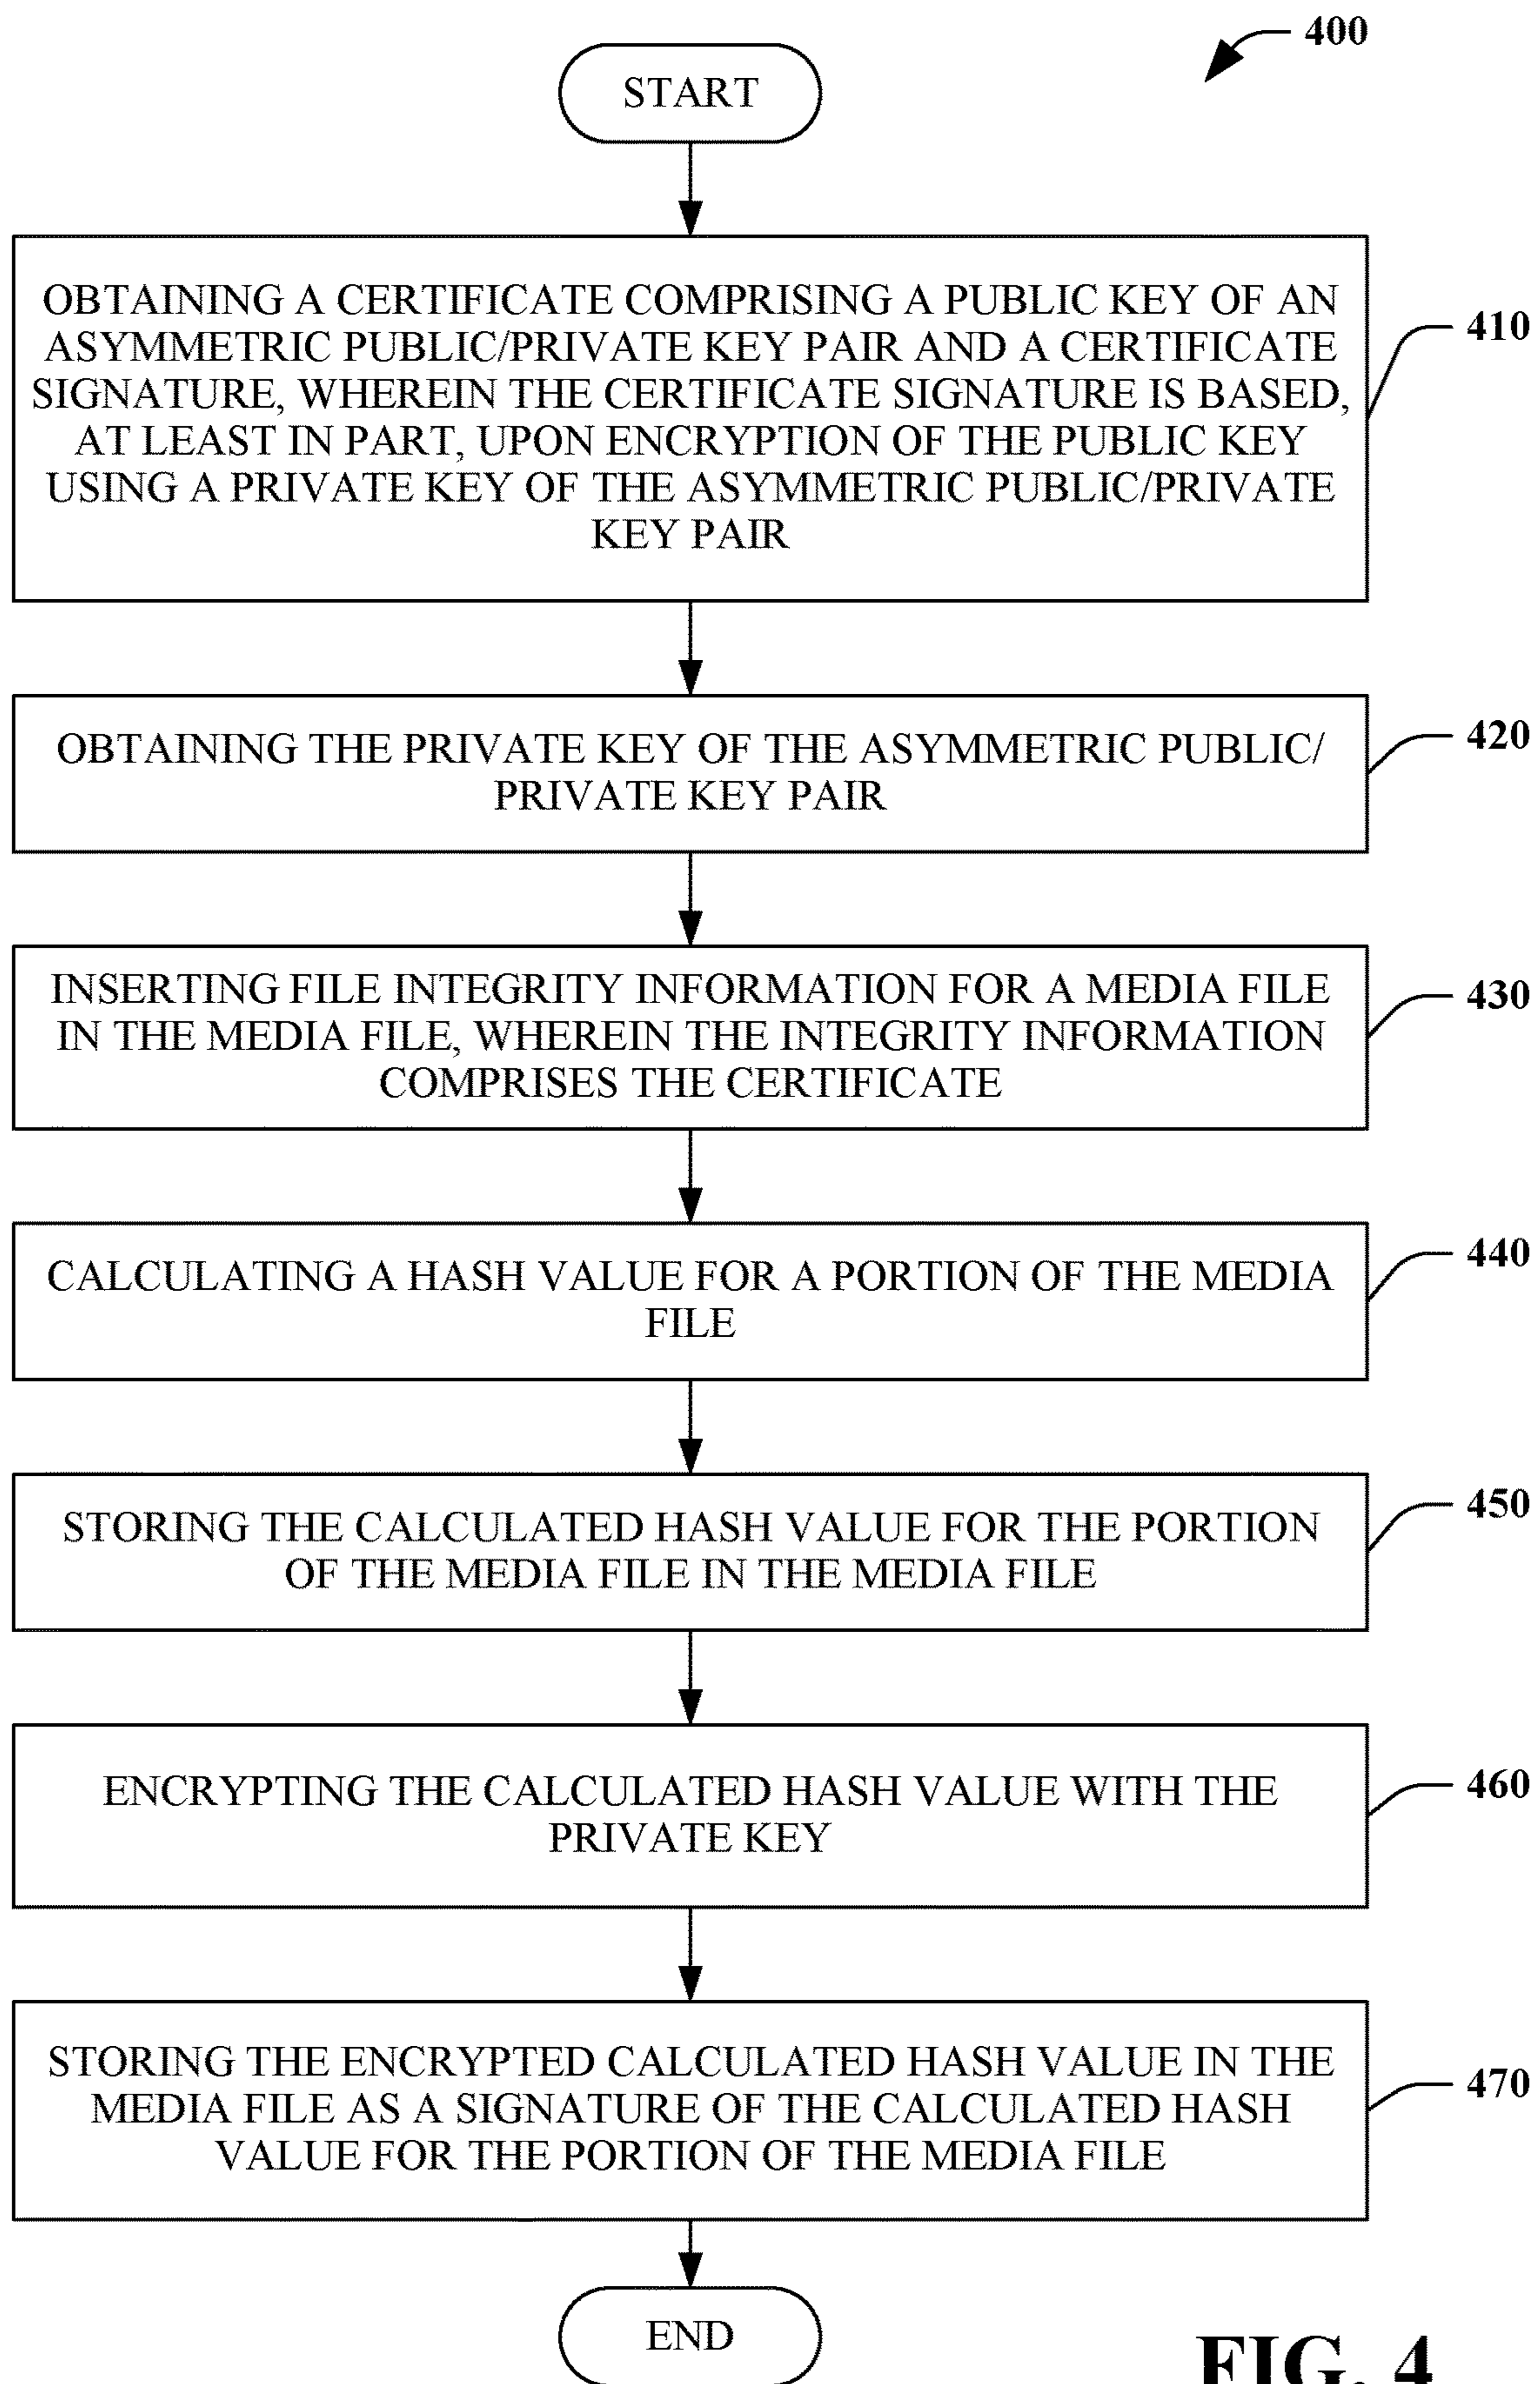 400
START
OBTAINING A CERTIFICATE COMPRISING A PUBLIC KEY OF AN
ASYMMETRIC PUBLIC/PRIVATE KEY PAIR AND A CERTIFICATE
SIGNATURE, WHEREIN THE CERTIFICATE SIGNATURE IS BASED,
AT LEAST IN PART, UPON ENCRYPTION OF THE PUBLIC KEY
USING A PRIVATE KEY OF THE ASYMMETRIC PUBLIC/PRIVATE
KEY PAIR
410
OBTAINING THE PRIVATE KEY OF THE ASYMMETRIC PUBLIC/
PRIVATE KEY PAIR
420
INSERTING FILE INTEGRITY INFORMATION FOR A MEDIA FILE
IN THE MEDIA FILE, WHEREIN THE INTEGRITY INFORMATION
COMPRISES THE CERTIFICATE
430
CALCULATING A HASH VALUE FOR A PORTION OF THE MEDIA
FILE
440
STORING THE CALCULATED HASH VALUE FOR THE PORTION
OF THE MEDIA FILE IN THE MEDIA FILE
450
ENCRYPTING THE CALCULATED HASH VALUE WITH THE
PRIVATE KEY
460
STORING THE ENCRYPTED CALCULATED HASH VALUE IN THE
MEDIA FILE AS A SIGNATURE OF THE CALCULATED HASH
VALUE FOR THE PORTION OF THE MEDIA FILE
470
END
FIG. 4